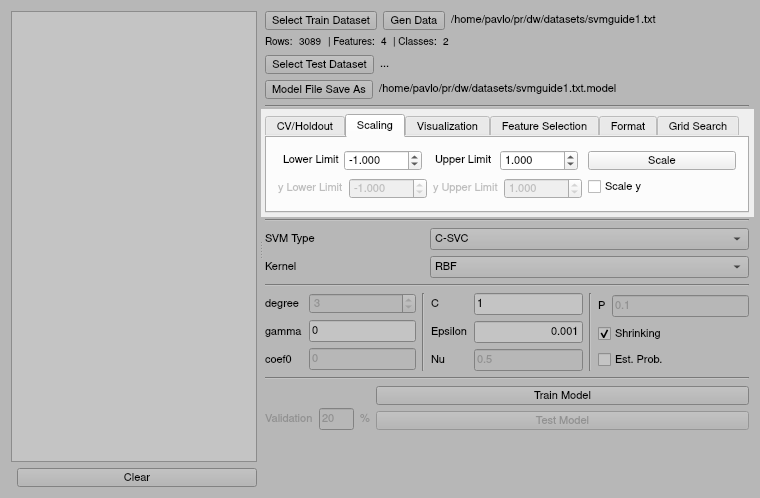 Select Train Dataset Gen Data /home/pavlo/pr/dw/datasets/svmguide1.txt
Rows: 3089 | Features: 4 | Classes: 2
Select Test Dataset ...
Model File Save As /home/pavlo/pr/dw/datasets/svmguide1.txt.model
CV/Holdout Scaling Visualization Feature Selection Format Grid Search
Lower Limit -1.000 Upper Limit 1.000 Scale
y Lower Limit -1.000 y Upper Limit 1.000 Scale y
SVM Type C-SVC
Kernel RBF
degree 3 C 1 P 0.1
gamma 0 Epsilon 0.001 Shrinking
coef0 0 Nu 0.5 Est. Prob.
Train Model
Validation 20 % Test Model
Clear